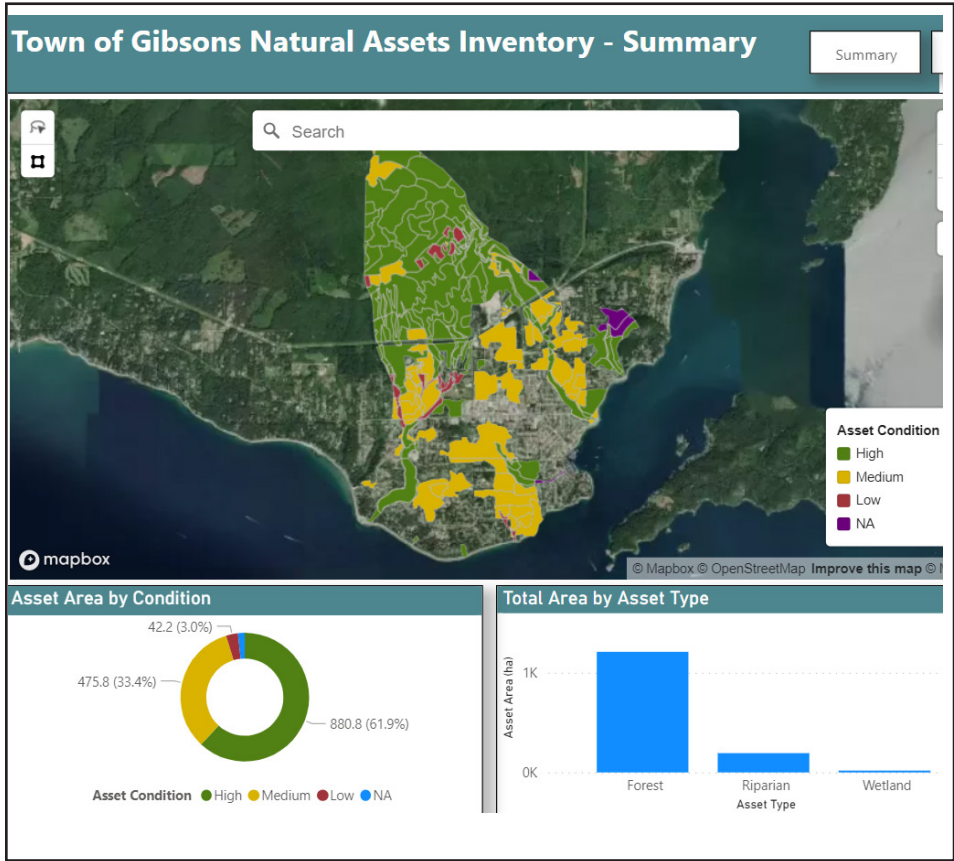 Town of Gibsons Natural Assets Inventory - Summary
Summary
Search
Asset Condition
High
Medium
Low
NA
mapbox
© Mapbox © OpenStreetMap Improve this map ©
Asset Area by Condition
42.2 (3.0%)
475.8 (33.4%)
880.8 (61.9%)
Asset Condition High Medium Low NA
Total Area by Asset Type
Asset Area (ha)
1K
0K
Forest Riparian Wetland
Asset Type